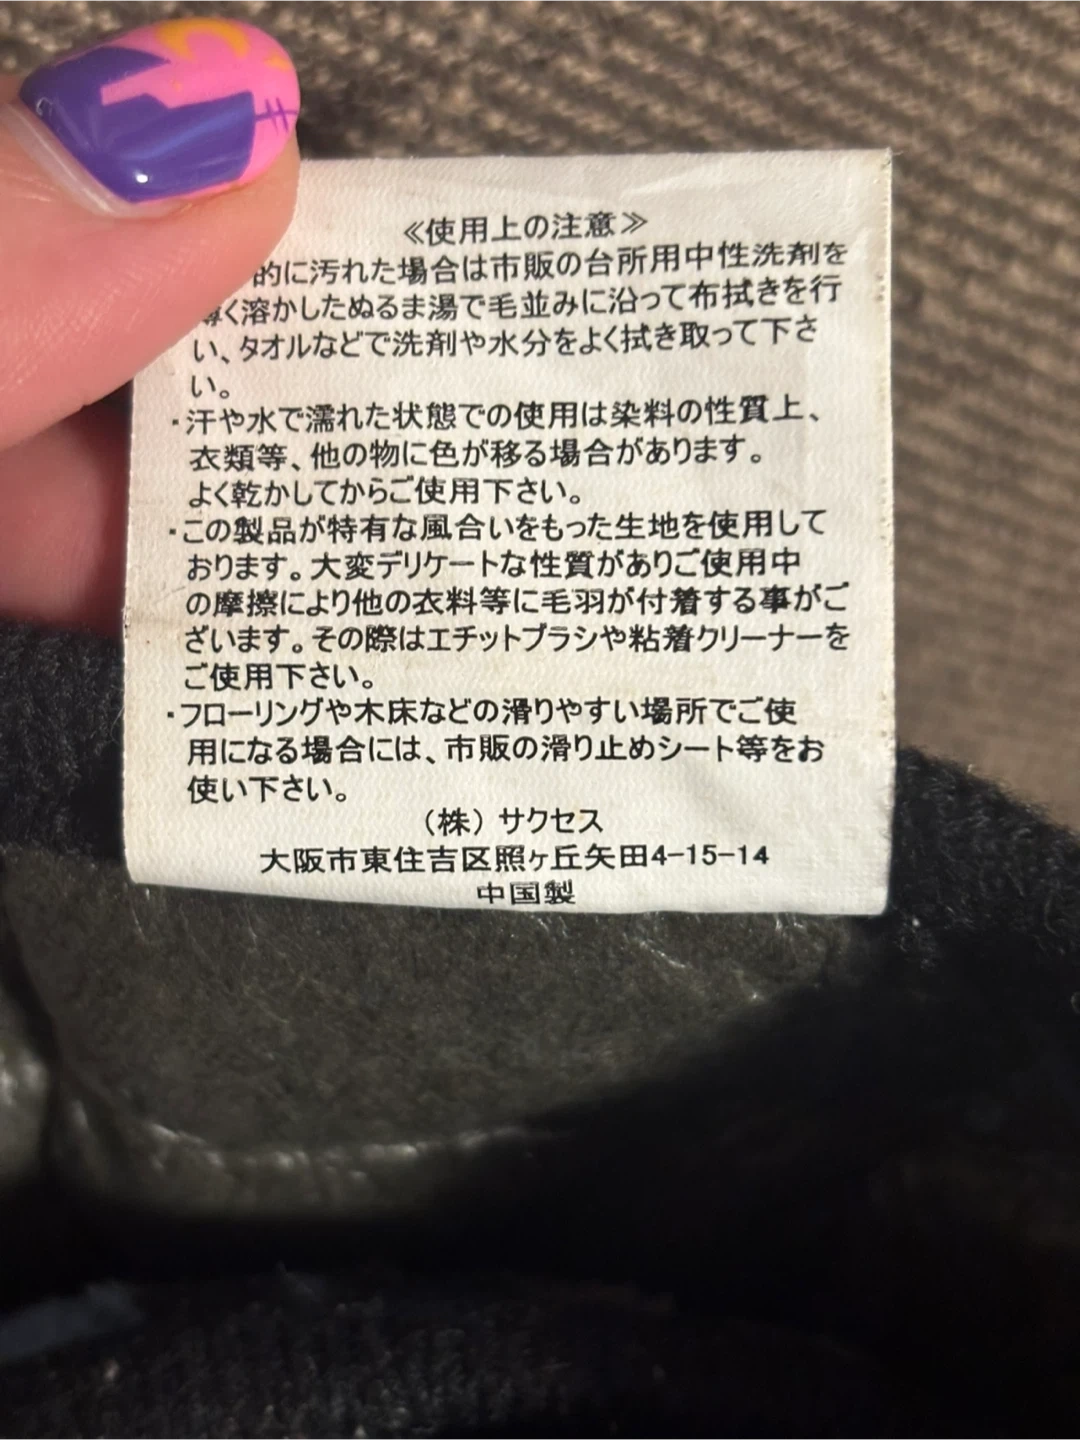 ≪使用上の注意≫
的に汚れた場合は市販の台所用中性洗剤を
薄く溶かしたぬるま湯で毛並みに沿って布拭きを行
い、タオルなどで洗剤や水分をよく拭き取って下さ
い。
・汗や水で濡れた状態での使用は染料の性質上、
衣類等、他の物に色が移る場合があります。
よく乾かしてからご使用下さい。
・この製品が特有な風合いをもった生地を使用して
おります。大変デリケートな性質がありご使用中
の摩擦により他の衣料等に毛羽が付着する事がご
ざいます。その際はエチットブラシや粘着クリーナーを
ご使用下さい。
・フローリングや木床などの滑りやすい場所でご使
用になる場合には、市販の滑り止めシート等をお
使い下さい。
（株）サクセス
大阪市東住吉区照ヶ丘矢田4-15-14
中国製